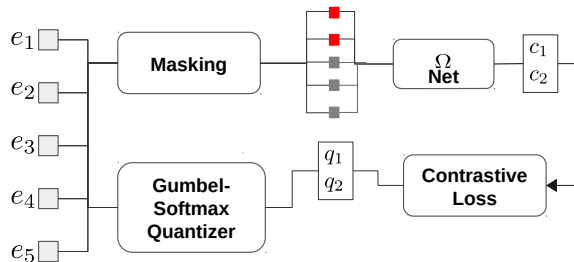 e₁
e₂
e₃
e₄
e₅
Masking
Ω
Net
c₁
c₂
Gumbel-
Softmax
Quantizer
q₁
q₂
Contrastive
Loss